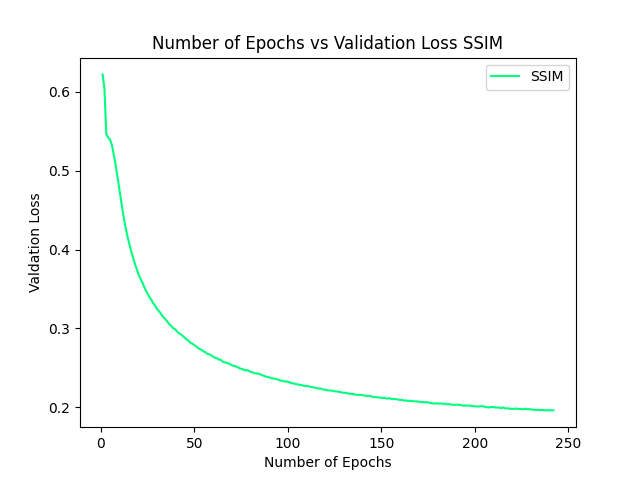 Number of Epochs vs Validation Loss SSIM
SSIM
0.6
0.5
0.4
0.3
0.2
Valdation Loss
0 50 100 150 200 250
Number of Epochs